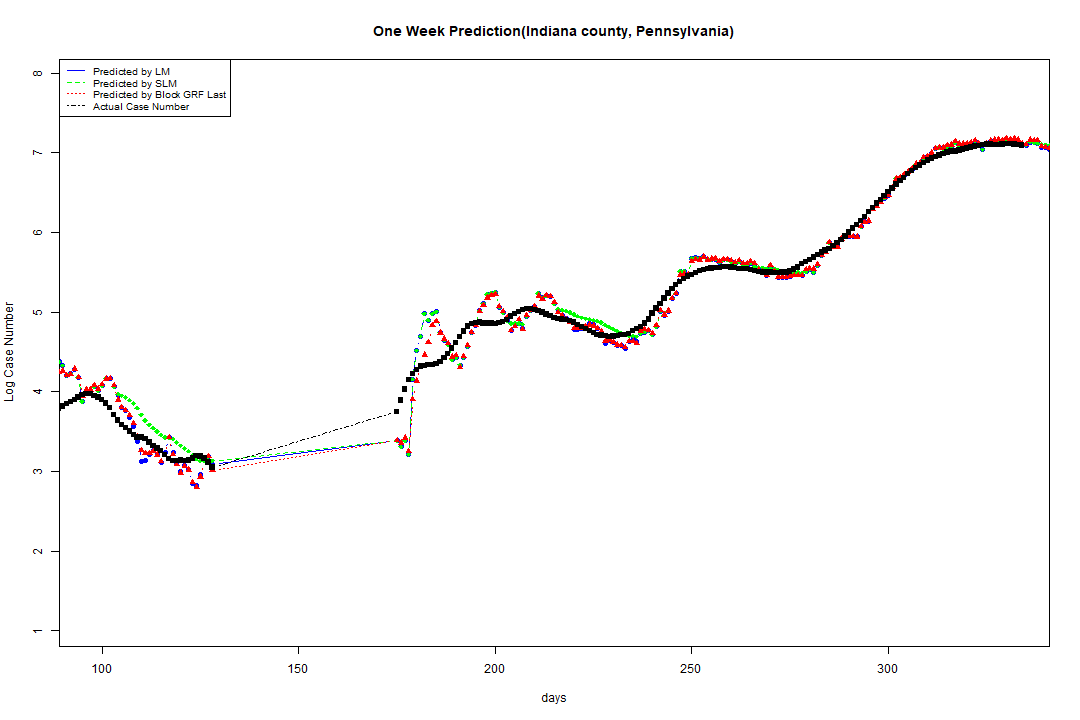 One Week Prediction(Indiana county, Pennsylvania)
Predicted by LM
Predicted by SLM
Predicted by Block GRF Last
Actual Case Number
8
7
6
5
4
3
2
1
Log Case Number
100 150 200 250 300
days